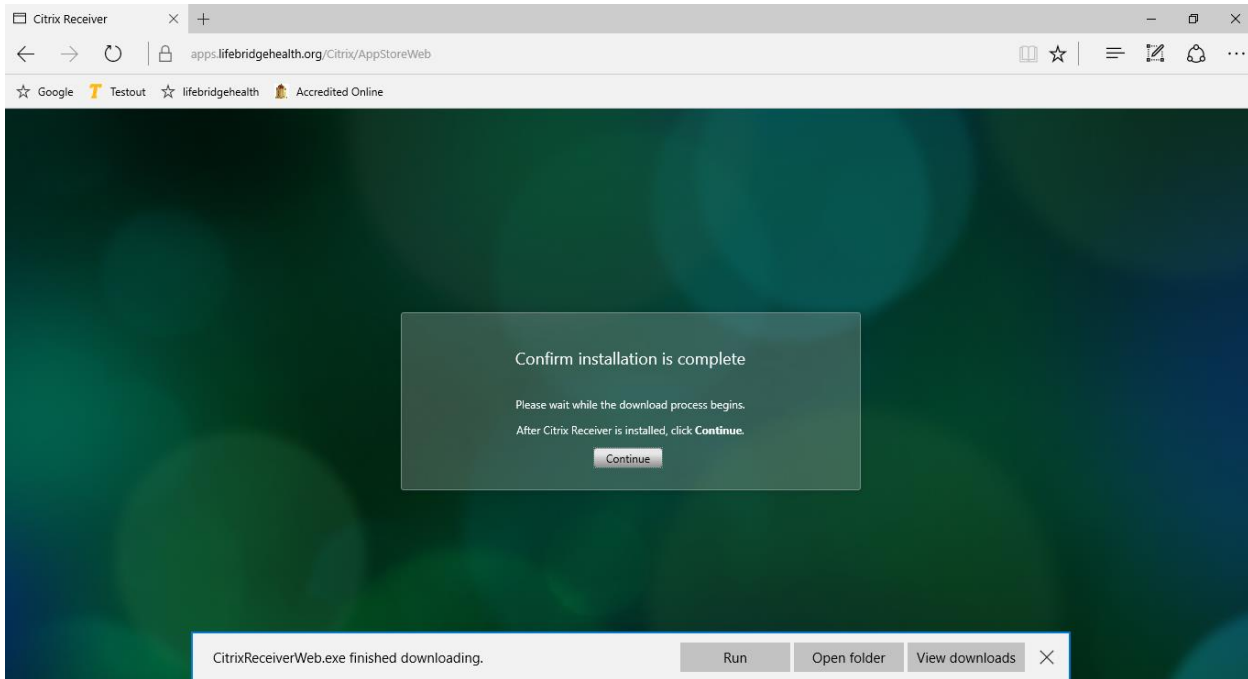 Citrix Receiver
apps.lifebridgehealth.org/Citrix/AppStoreWeb
Google Testout lifebridgehealth Accredited Online
Confirm installation is complete
Please wait while the download process begins.
After Citrix Receiver is installed, click Continue.
Continue
CitrixReceiverWeb.exe finished downloading. Run Open folder View downloads